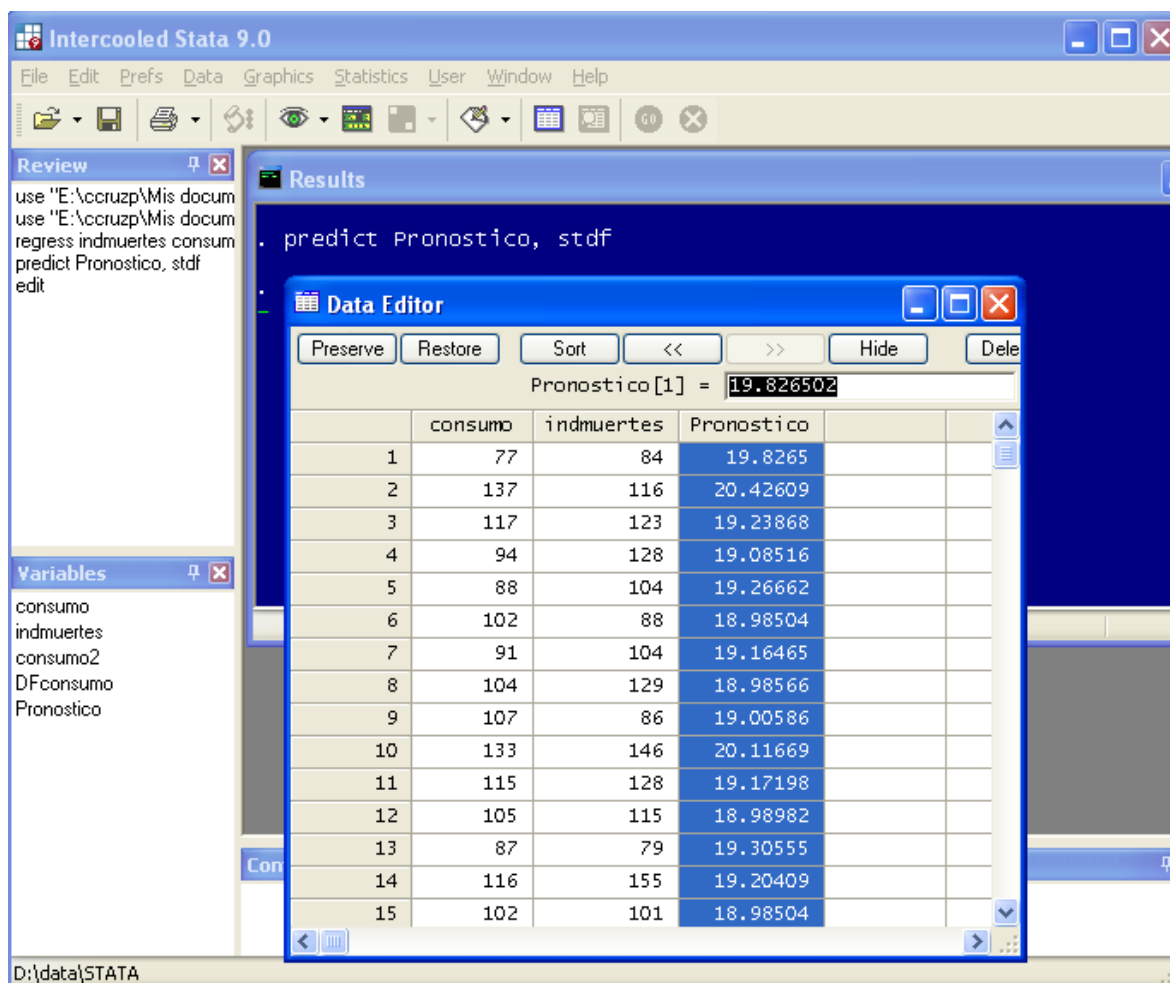 Intercooled Stata 9.0
File Edit Prefs Data Graphics Statistics User Window Help
GO
Review
use "E:\ccruzp\Mis docum
use "E:\ccruzp\Mis docum
regress indmuertes consum
predict Pronostico, stdf
edit
Results
. predict Pronostico, stdf
.
Data Editor
Preserve Restore Sort << >> Hide Dele
Pronostico[1] = 19.826502
consumo indmuertes Pronostico
1 77 84 19.8265
2 137 116 20.42609
3 117 123 19.23868
4 94 128 19.08516
5 88 104 19.26662
6 102 88 18.98504
7 91 104 19.16465
8 104 129 18.98566
9 107 86 19.00586
10 133 146 20.11669
11 115 128 19.17198
12 105 115 18.98982
13 87 79 19.30555
14 116 155 19.20409
15 102 101 18.98504
Variables
consumo
indmuertes
consumo2
DFconsumo
Pronostico
Con
D:\data\STATA